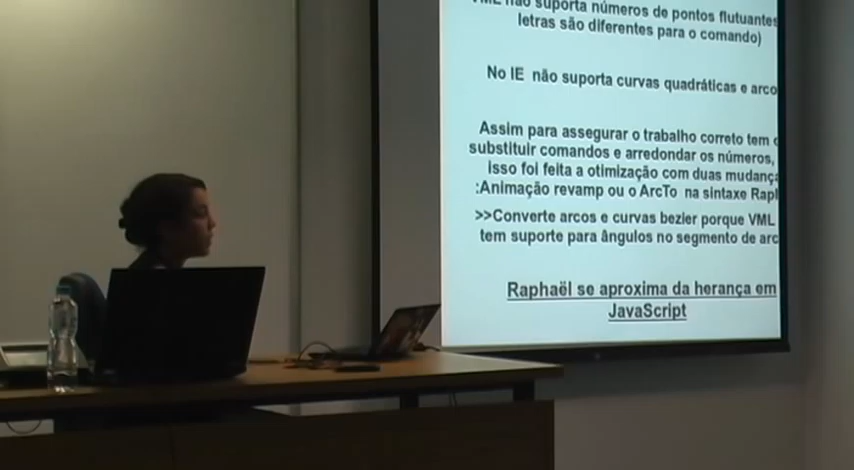 não suporta números de pontos flutuantes
letras são diferentes para o comando)
No IE não suporta curvas quadráticas e arco
Assim para assegurar o trabalho correto tem
substituir comandos e arredondar os números,
isso foi feita a otimização com duas mudança
:Animação revamp ou o ArcTo na sintaxe Rap
>>Converte arcos e curvas bezier porque VML
tem suporte para ângulos no segmento de arc
Raphaël se aproxima da herança em
JavaScript